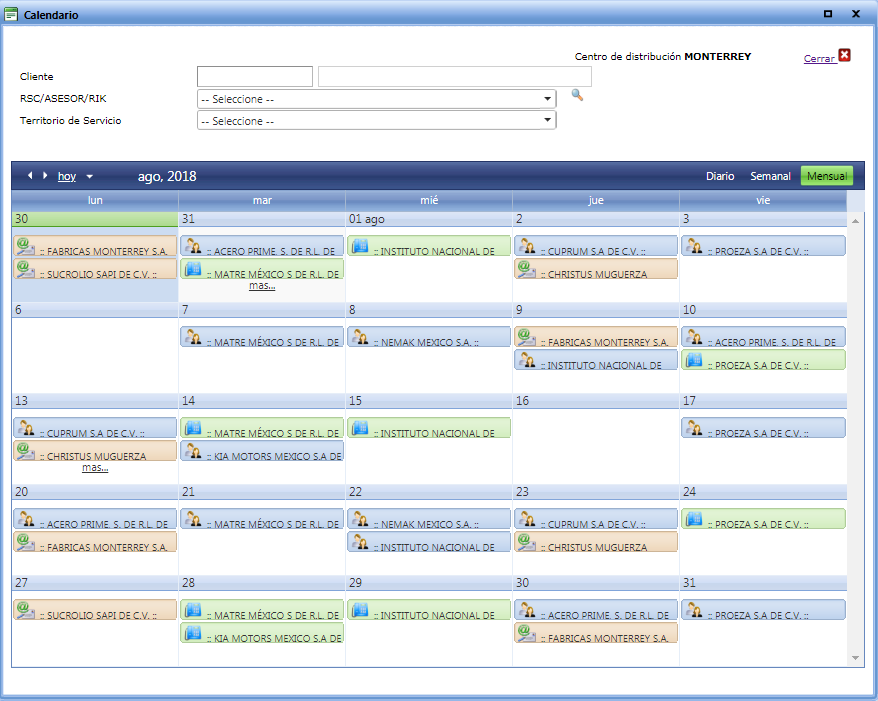 Calendario
Centro de distribución MONTERREY
Cerrar
Cliente
RSC/ASESOR/RIK
-- Seleccione --
Territorio de Servicio
-- Seleccione --
hoy
ago, 2018
Diario Semanal Mensual
lun mar mié jue vie
30 31 01 ago 2 3
:: FABRICAS MONTERREY S.A. :: ACERO PRIME. S. DE R.L. DE :: INSTITUTO NACIONAL DE :: CUPRUM S.A DE C.V. :: :: PROEZA S.A DE C.V. ::
:: SUCROLIO SAPI DE C.V. :: :: MATRE MÉXICO S DE R.L. DE :: CHRISTUS MUGUERZA
mas...
6 7 8 9 10
:: MATRE MÉXICO S DE R.L. DE :: NEMAK MEXICO S.A. :: :: FABRICAS MONTERREY S.A. :: ACERO PRIME. S. DE R.L. DE
:: INSTITUTO NACIONAL DE :: PROEZA S.A DE C.V. ::
13 14 15 16 17
:: CUPRUM S.A DE C.V. :: :: MATRE MÉXICO S DE R.L. DE :: INSTITUTO NACIONAL DE :: PROEZA S.A DE C.V. ::
:: CHRISTUS MUGUERZA :: KIA MOTORS MEXICO S.A DE
mas...
20 21 22 23 24
:: ACERO PRIME. S. DE R.L. DE :: MATRE MÉXICO S DE R.L. DE :: NEMAK MEXICO S.A. :: :: CUPRUM S.A DE C.V. :: :: PROEZA S.A DE C.V. ::
:: FABRICAS MONTERREY S.A. :: INSTITUTO NACIONAL DE :: CHRISTUS MUGUERZA
27 28 29 30 31
:: SUCROLIO SAPI DE C.V. :: :: MATRE MÉXICO S DE R.L. DE :: INSTITUTO NACIONAL DE :: ACERO PRIME. S. DE R.L. DE :: PROEZA S.A DE C.V. ::
:: KIA MOTORS MEXICO S.A DE :: FABRICAS MONTERREY S.A.